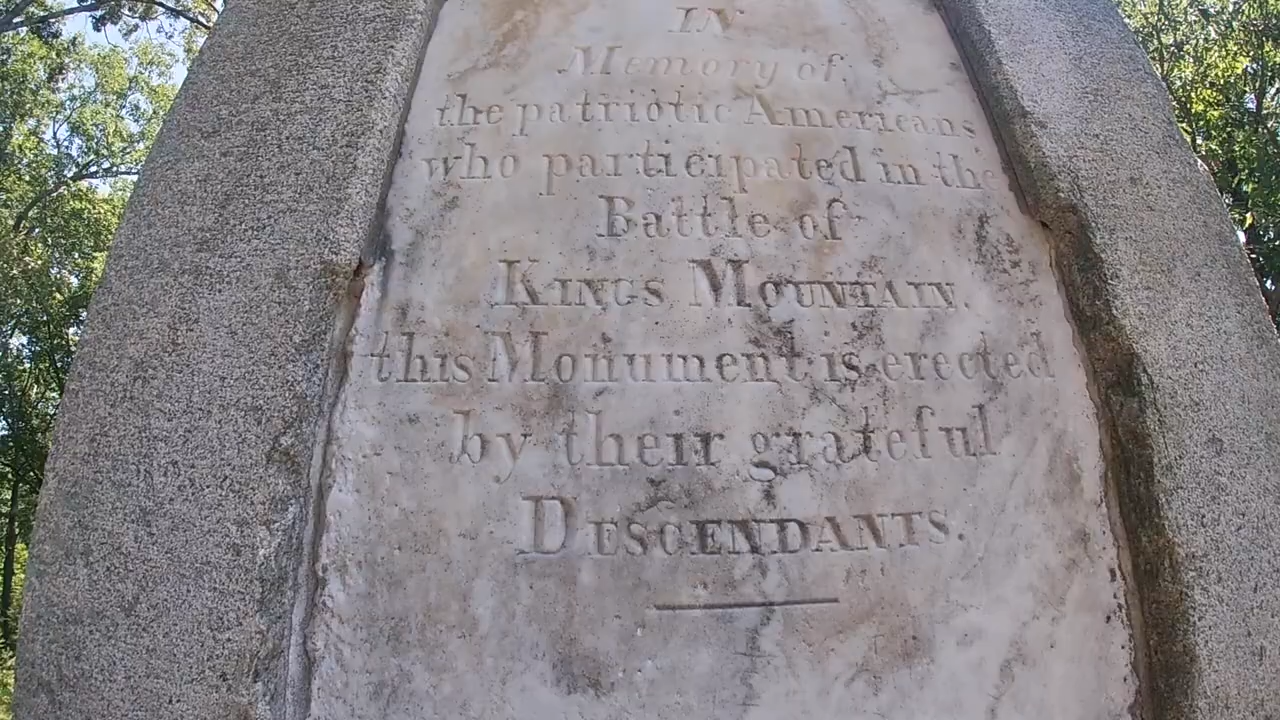 IN
Memory of
the patriotic Americans
who participated in the
Battle of
KINGS MOUNTAIN,
this Monument is erected
by their grateful
DESCENDANTS.